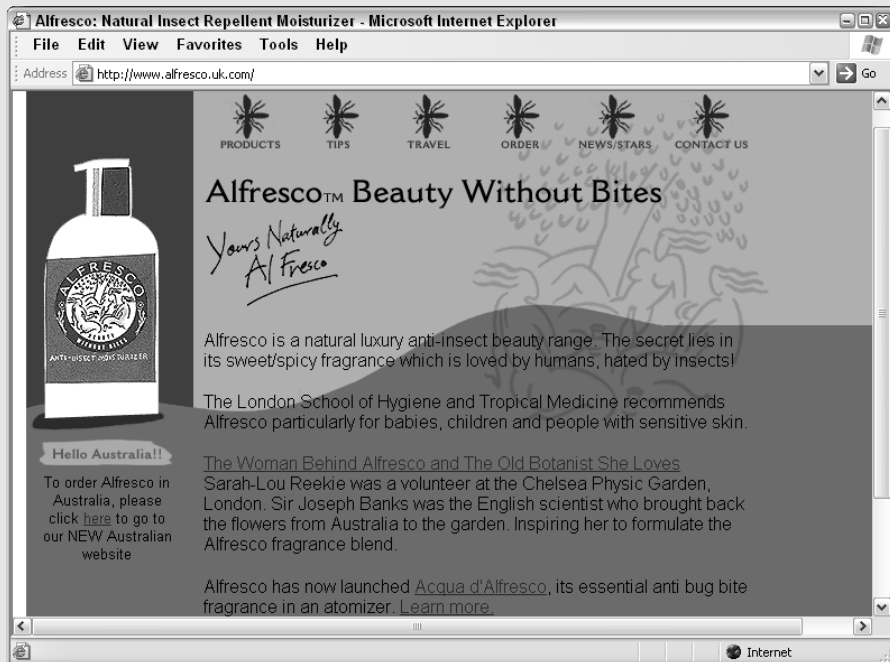 Alfresco: Natural Insect Repellent Moisturizer - Microsoft Internet Explorer
File Edit View Favorites Tools Help
Address http://www.alfresco.uk.com/ Go
PRODUCTS TIPS TRAVEL ORDER NEWS/STARS CONTACT US
Alfresco™ Beauty Without Bites
Yours Naturally
Al Fresco
ALFRESCO
BEAUTY
WITHOUT BITES
ANTI-INSECT MOISTURIZER
Alfresco is a natural luxury anti-insect beauty range. The secret lies in
its sweet/spicy fragrance which is loved by humans, hated by insects!
The London School of Hygiene and Tropical Medicine recommends
Alfresco particularly for babies, children and people with sensitive skin.
The Woman Behind Alfresco and The Old Botanist She Loves
Sarah-Lou Reekie was a volunteer at the Chelsea Physic Garden,
London. Sir Joseph Banks was the English scientist who brought back
the flowers from Australia to the garden. Inspiring her to formulate the
Alfresco fragrance blend.
Alfresco has now launched Acqua d'Alfresco, its essential anti bug bite
fragrance in an atomizer. Learn more.
Hello Australia!!
To order Alfresco in
Australia, please
click here to go to
our NEW Australian
website
Internet